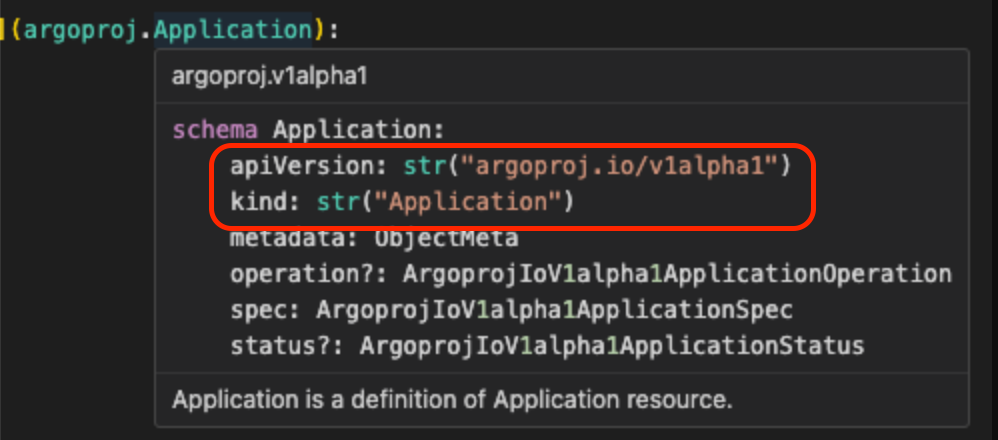 (argoproj.Application):
argoproj.v1alpha1
schema Application:
apiVersion: str("argoproj.io/v1alpha1")
kind: str("Application")
metadata: ObjectMeta
operation?: ArgoprojIoV1alpha1ApplicationOperation
spec: ArgoprojIoV1alpha1ApplicationSpec
status?: ArgoprojIoV1alpha1ApplicationStatus
Application is a definition of Application resource.